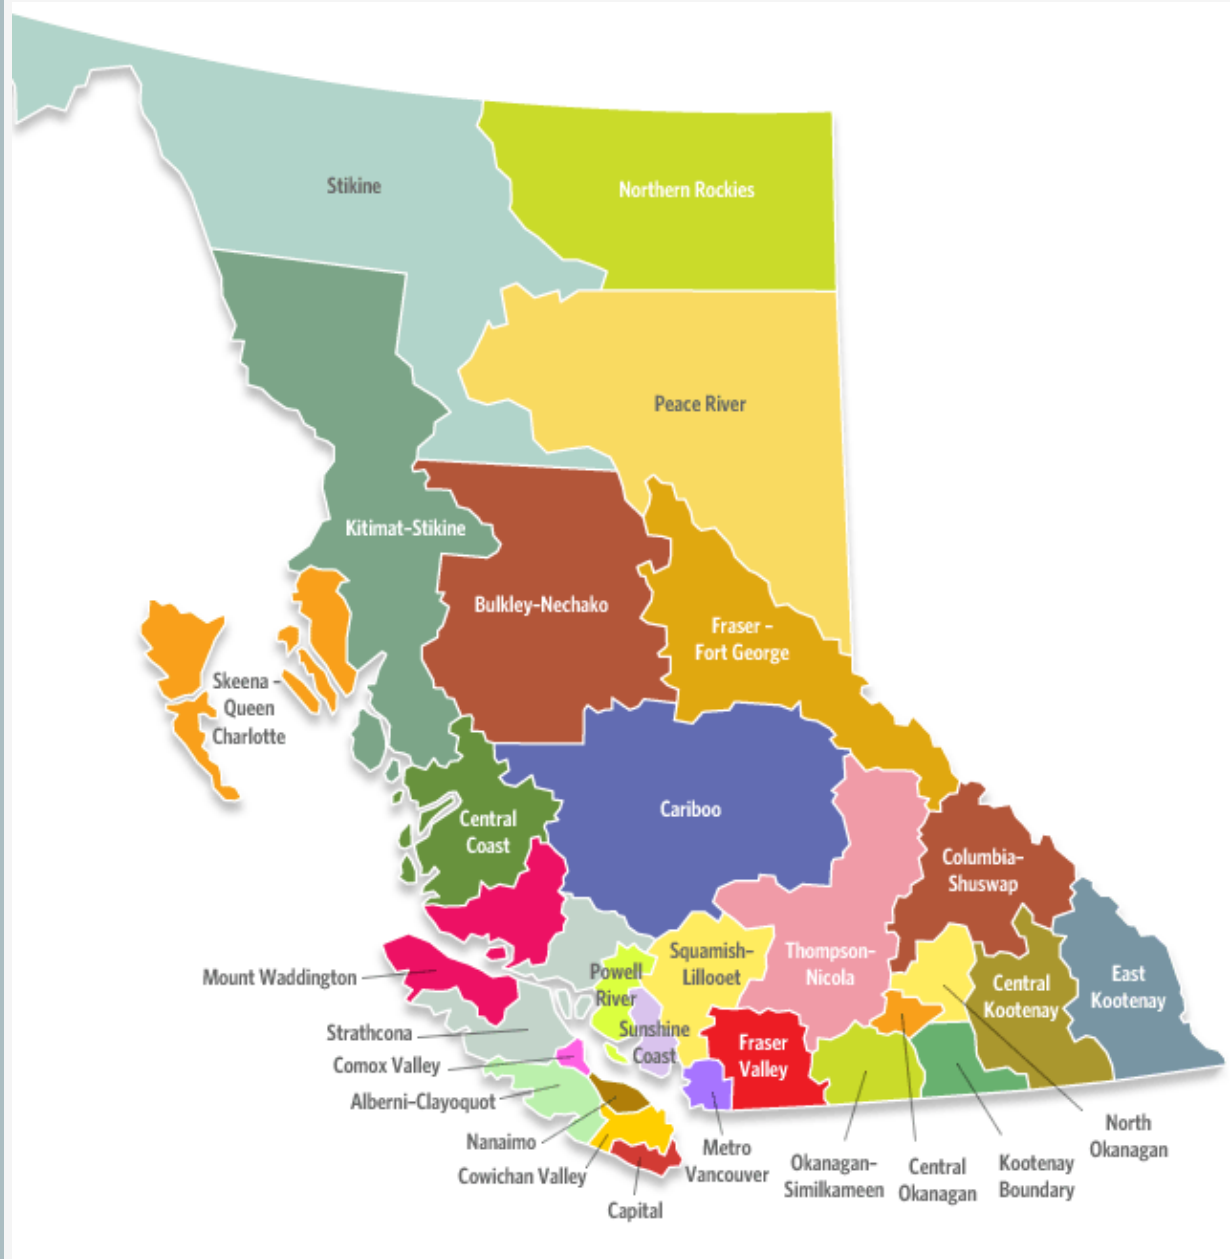 Stikine
Northern Rockies
Peace River
Kitimat-Stikine
Bulkley-Nechako
Fraser -
Fort George
Skeena -
Queen
Charlotte
Cariboo
Central
Coast
Columbia-
Shuswap
Mount Waddington
Powell
River
Squamish-
Lillooet
Thompson-
Nicola
Central
Kootenay
East
Kootenay
Strathcona
Sunshine
Coast
Fraser
Valley
Comox Valley
Alberni-Clayoquot
Nanaimo
Cowichan Valley
Capital
Metro
Vancouver
Okanagan-
Similkameen
Central
Okanagan
Kootenay
Boundary
North
Okanagan